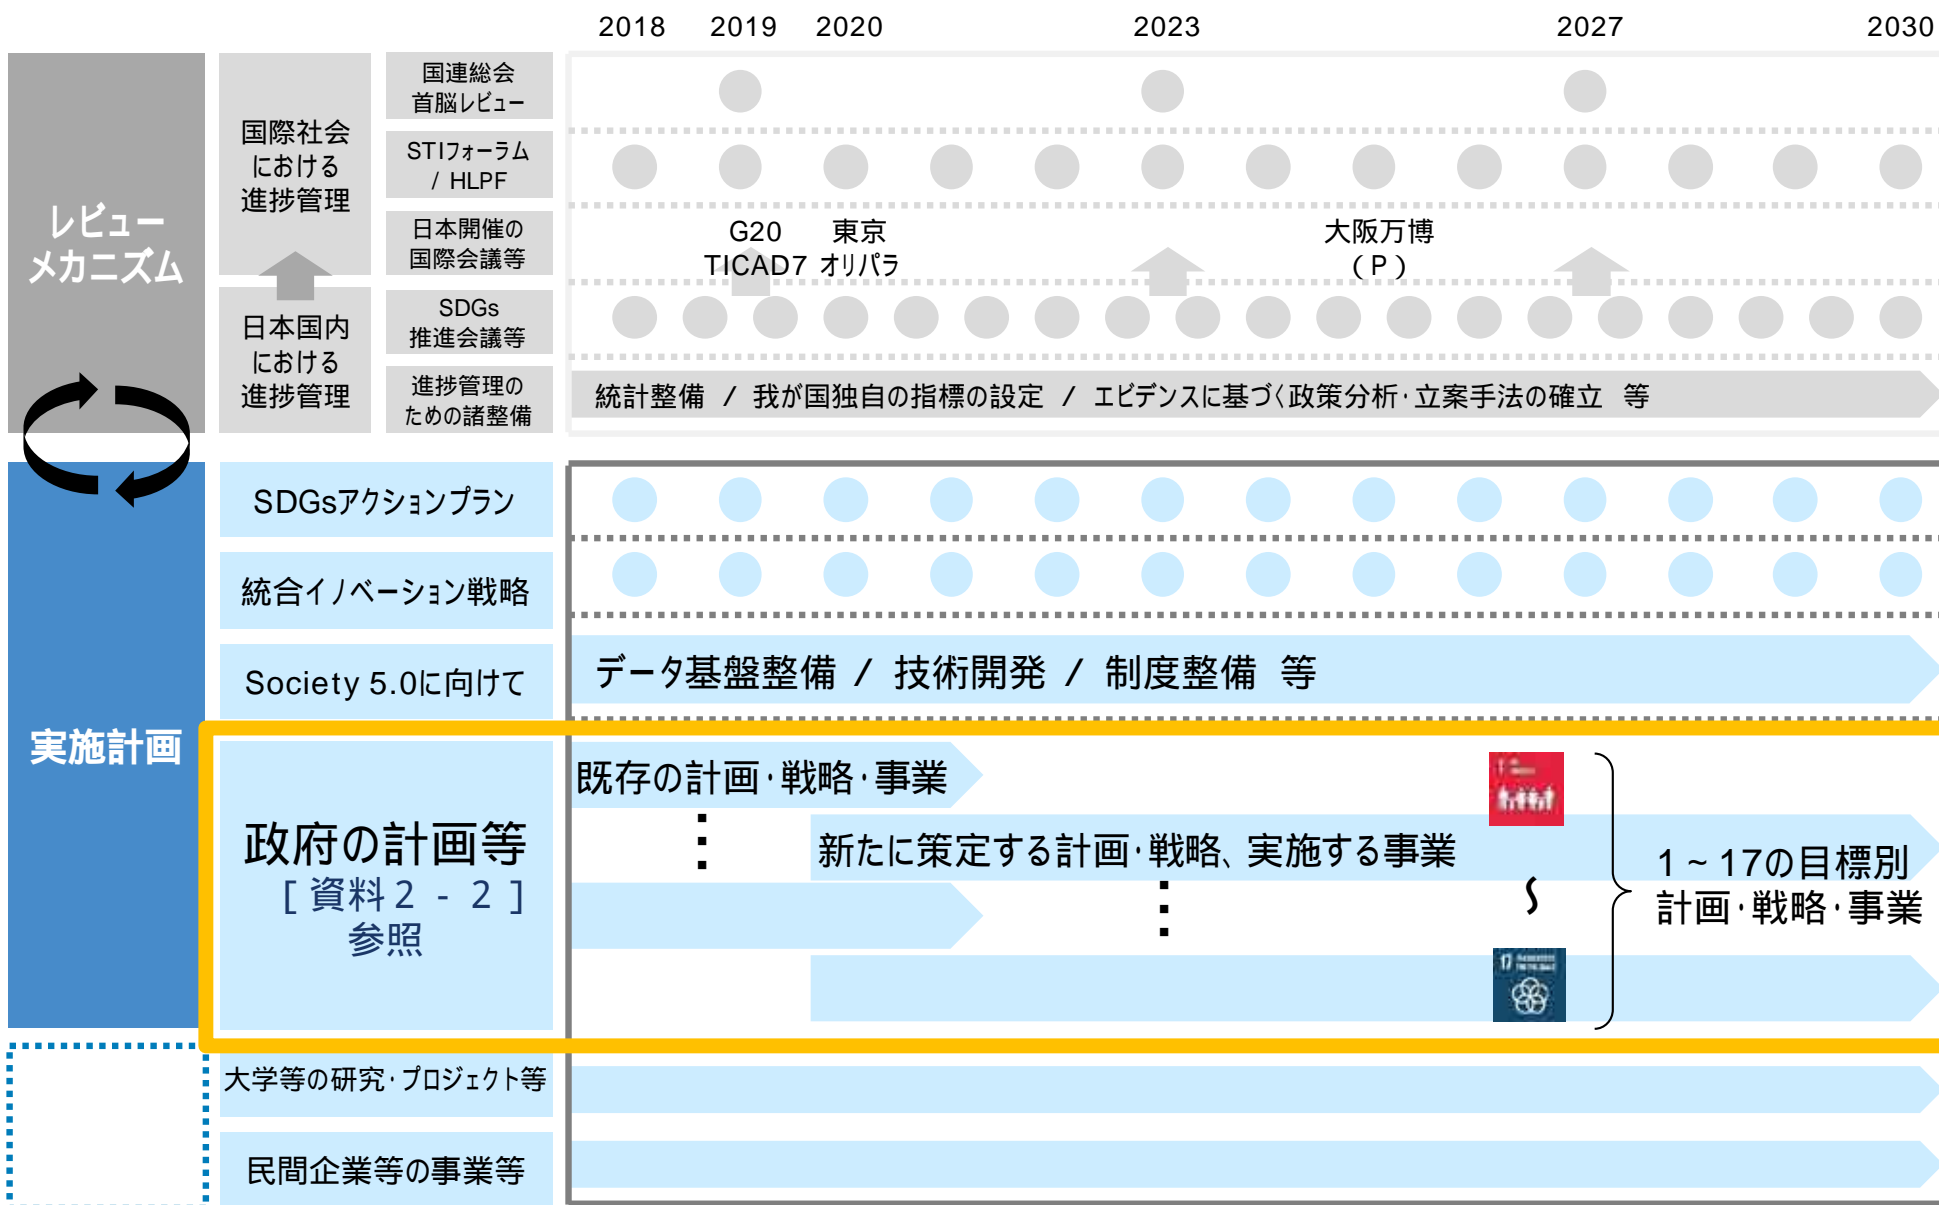 2018 2019 2020 2023 2027 2030
レビュー
メカニズム
国際社会
における
進捗管理
国連総会
首脳レビュー
STIフォーラム
/ HLPF
日本開催の
国際会議等
G20
TICAD7
東京
オリパラ
大阪万博
(P)
日本国内
における
進捗管理
SDGs
推進会議等
進捗管理の
ための諸整備
統計整備 / 我が国独自の指標の設定 / エビデンスに基づく政策分析・立案手法の確立 等
実施計画
SDGsアクションプラン
統合イノベーション戦略
Society 5.0に向けて
データ基盤整備 / 技術開発 / 制度整備 等
政府の計画等
[資料2-2]
参照
既存の計画・戦略・事業
新たに策定する計画・戦略、実施する事業
〜
1
17
1~17の目標別
計画・戦略・事業
大学等の研究・プロジェクト等
民間企業等の事業等